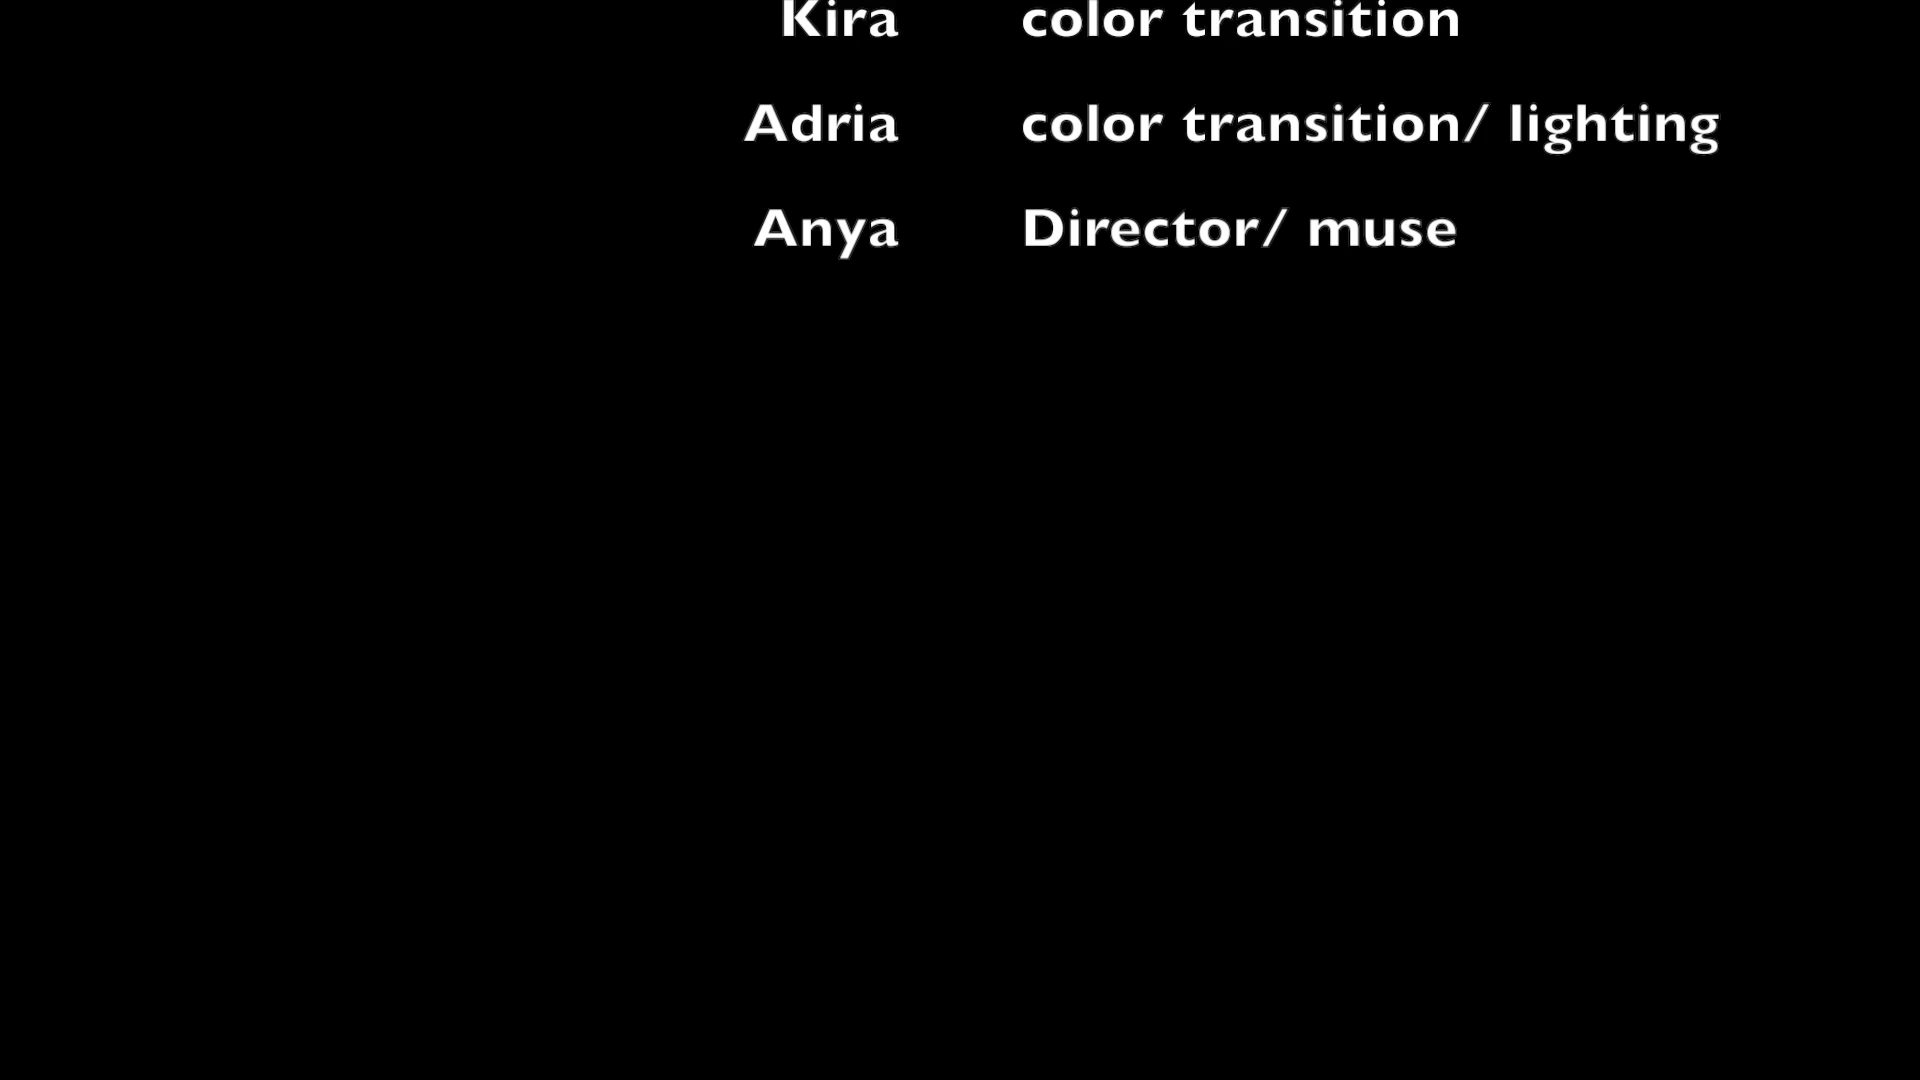 Kira color transition
Adria color transition/ lighting
Anya Director/ muse